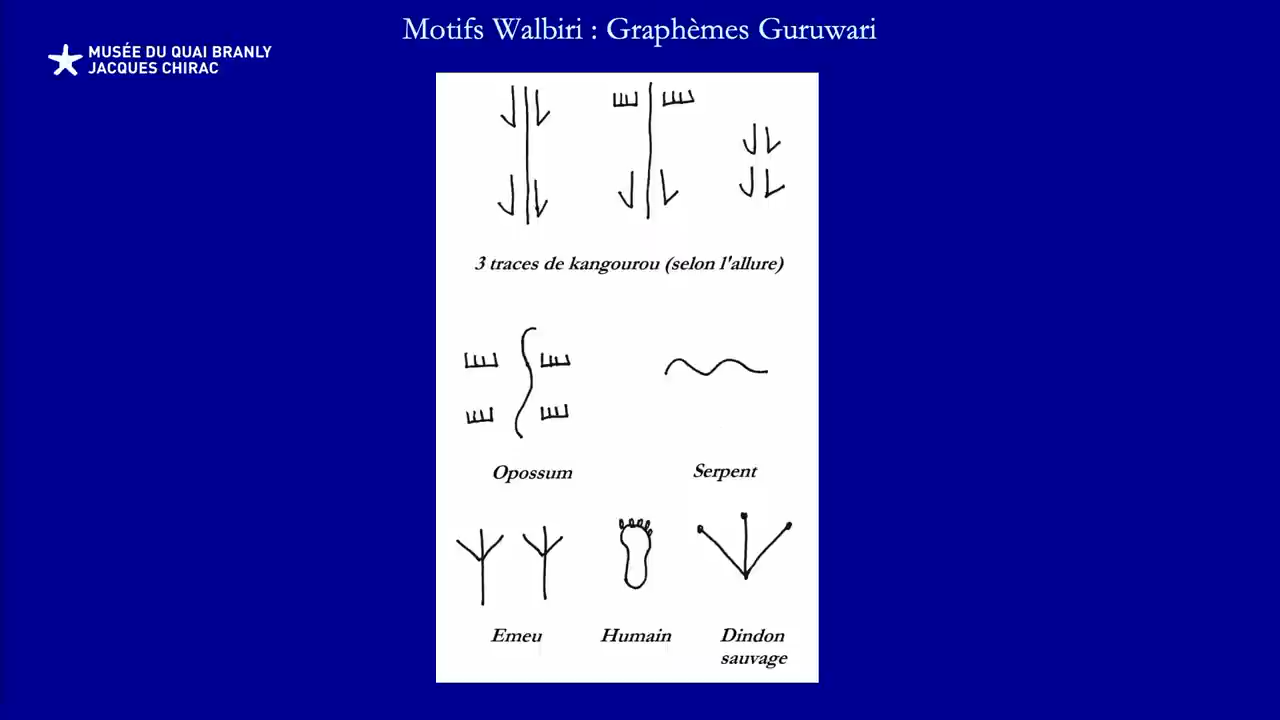 Motifs Walbiri : Graphèmes Guruwari
MUSÉE DU QUAI BRANLY
JACQUES CHIRAC
3 traces de kangourou (selon l'allure)
Opossum
Serpent
Emeu
Humain
Dindon
sauvage